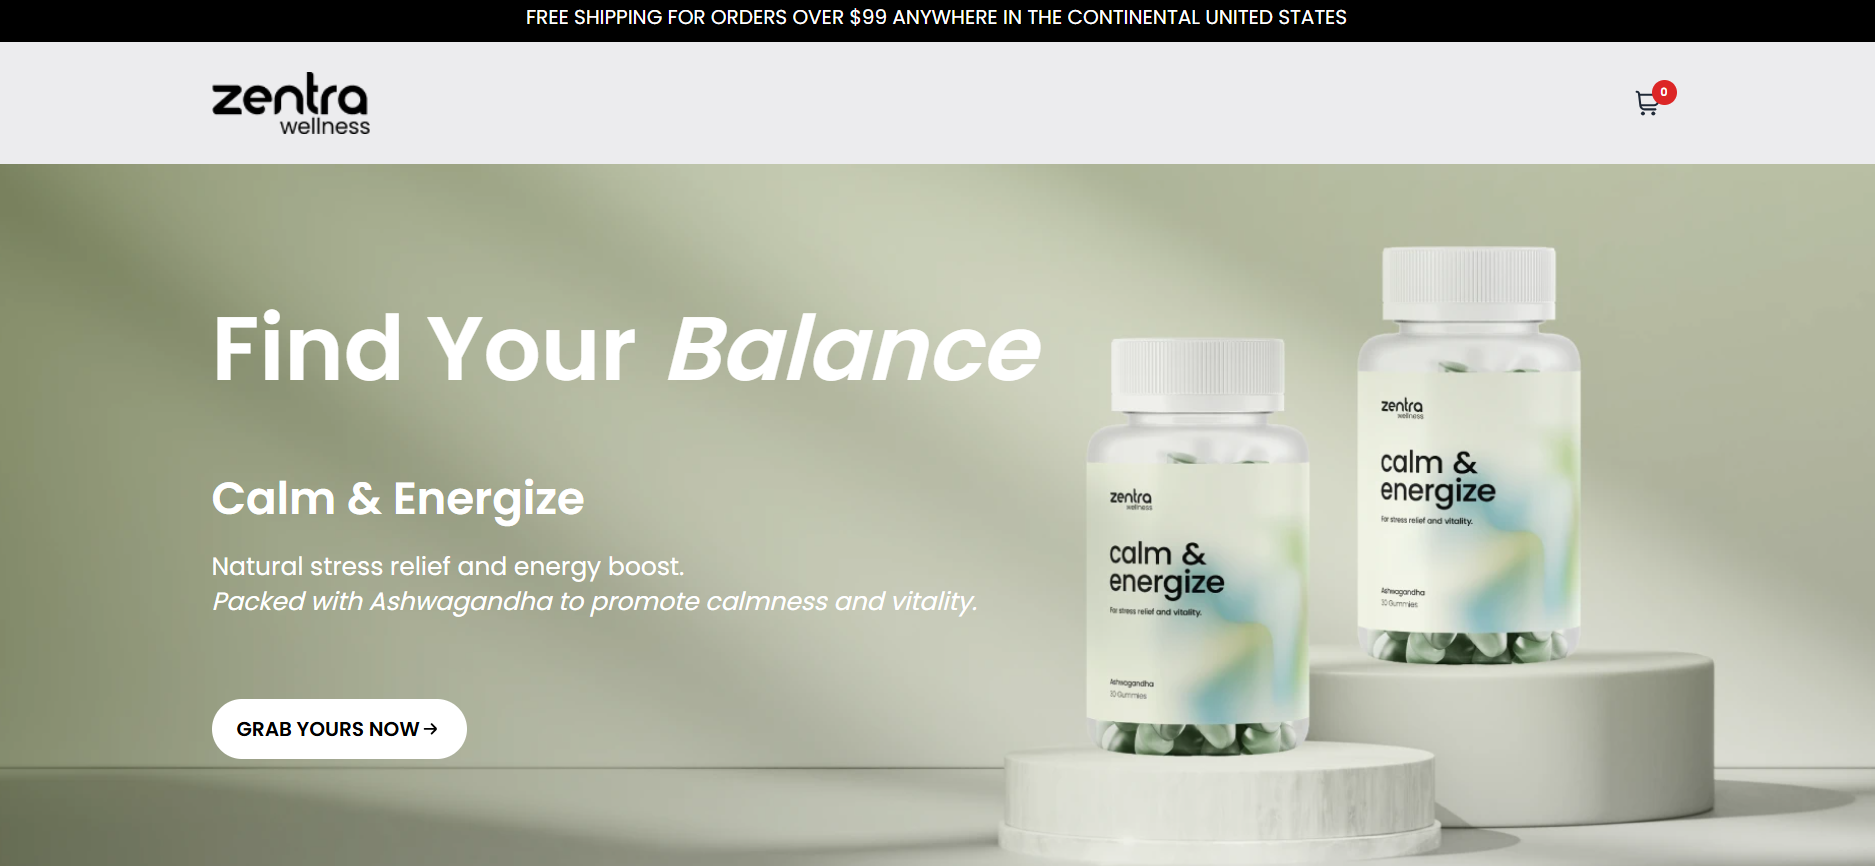 FREE SHIPPING FOR ORDERS OVER $99 ANYWHERE IN THE CONTINENTAL UNITED STATES
zentra
wellness
0
Find Your Balance
Calm & Energize
Natural stress relief and energy boost.
Packed with Ashwagandha to promote calmness and vitality.
GRAB YOURS NOW →
zentra
wellness
calm &
energize
For stress relief and vitality.
Ashwagandha
30 Gummies
zentra
wellness
calm &
energize
For stress relief and vitality.
Ashwagandha
30 Gummies